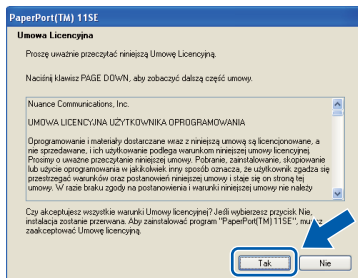 PaperPort(TM) 11SE
Umowa Licencyjna
Proszę uważnie przeczytać niniejszą Umowę Licencyjną.
Naciśnij klawisz PAGE DOWN, aby zobaczyć dalszą część umowy.
Nuance Communications, Inc.
UMOWA LICENCYJNA UŻYTKOWNIKA OPROGRAMOWANIA
Oprogramowanie i materiały dostarczane wraz z niniejszą umową są licencjonowane, a
nie sprzedawane, i ich użytkowanie podlega warunkom niniejszej umowy licencyjnej.
Prosimy o uważne przeczytanie niniejszej umowy. Pobranie, zainstalowanie, skopiowanie
lub użycie oprogramowania w jakikolwiek inny sposób oznacza, że użytkownik zgadza się
przestrzegać warunków oraz postanowień niniejszej umowy i staje się on stroną tej
umowy. W razie braku zgody na postanowienia i warunki niniejszej umowy nie należy
Czy akceptujesz wszystkie warunki Umowy licencyjnej? Jeśli wybierzesz przycisk Nie,
instalacja zostanie przerwana. Aby zainstalować program "PaperPort(TM) 11SE",
zaakceptować Umowę licencyjną.
Tak
Nie